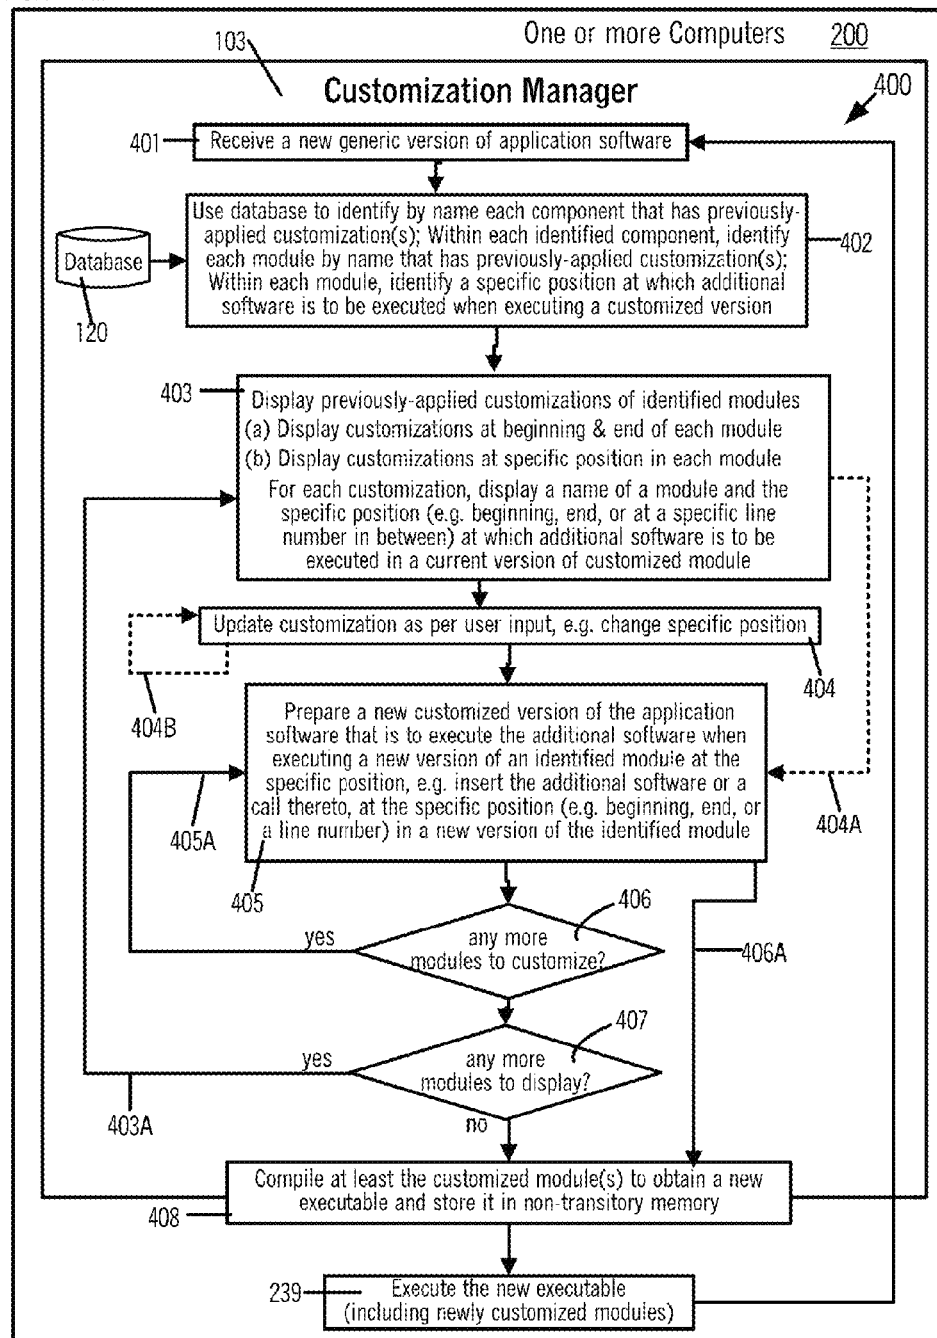 One or more Computers 200
103
Customization Manager
400
401
Receive a new generic version of application software
Use database to identify by name each component that has previously-
applied customization(s); Within each identified component, identify
each module by name that has previously-applied customization(s);
Within each module, identify a specific position at which additional
software is to be executed when executing a customized version
402
Database
120
403
Display previously-applied customizations of identified modules
(a) Display customizations at beginning & end of each module
(b) Display customizations at specific position in each module
For each customization, display a name of a module and the
specific position (e.g. beginning, end, or at a specific line
number in between) at which additional software is to be
executed in a current version of customized module
Update customization as per user input, e.g. change specific position
404
404B
Prepare a new customized version of the application
software that is to execute the additional software when
executing a new version of an identified module at the
specific position, e.g. insert the additional software or a
call thereto, at the specific position (e.g. beginning, end, or
a line number) in a new version of the identified module
404A
405A
405
406
yes
any more
modules to customize?
406A
407
yes
any more
modules to display?
403A
no
Compile at least the customized module(s) to obtain a new
executable and store it in non-transitory memory
408
239
Execute the new executable
(including newly customized modules)